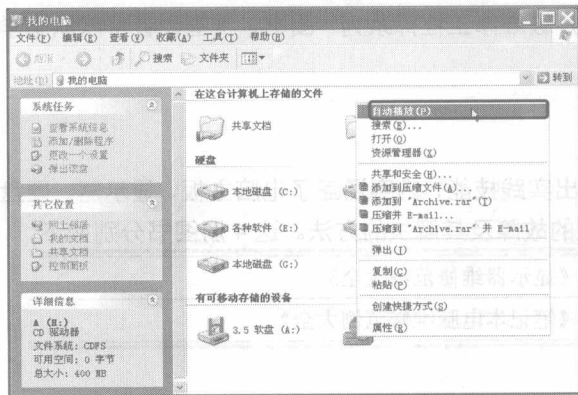 我的电脑
文件(F) 编辑(E) 查看(V) 收藏(A) 工具(T) 帮助(H)
后退 搜索 文件夹
地址(D) 我的电脑 转到
系统任务
查看系统信息
添加/删除程序
更改一个设置
弹出该盘
其它位置
网上邻居
我的文档
共享文档
控制面板
详细信息
(H:)
CD 驱动器
文件系统: CDFS
可用空间: 0 字节
总大小: 400 MB
在这台计算机上存储的文件
共享文档
硬盘
本地磁盘 (C:)
各种软件 (E:)
本地磁盘 (G:)
有可移动存储的设备
3.5 软盘 (A:)
自动播放(P)
搜索(E)...
打开(O)
资源管理器(X)
共享和安全(H)...
添加到压缩文件(A)...
添加到 "Archive.rar"(T)
压缩并 E-mail...
压缩到 "Archive.rar" 并 E-mail
弹出(I)
复制(C)
粘贴(P)
创建快捷方式(S)
属性(R)